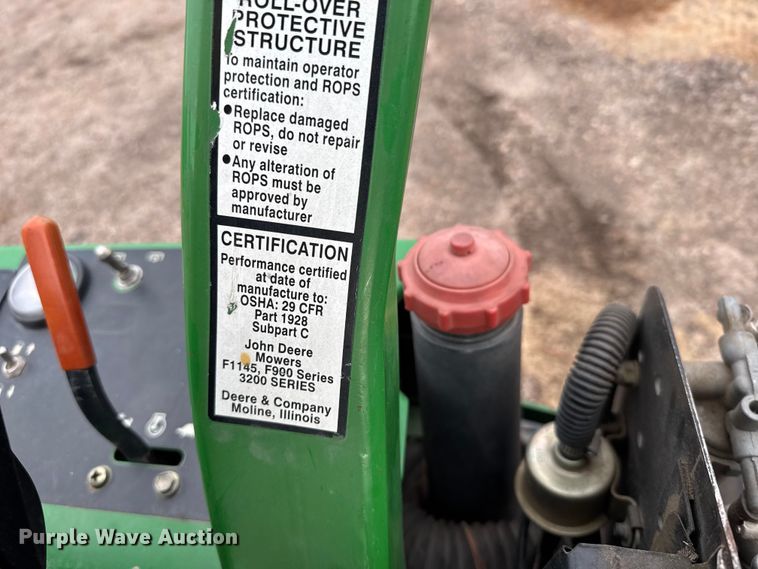 ROLL-OVER
PROTECTIVE
STRUCTURE
To maintain operator
protection and ROPS
certification:
●Replace damaged
ROPS, do not repair
or revise
●Any alteration of
ROPS must be
approved by
manufacturer
CERTIFICATION
Performance certified
at date of
manufacture to:
OSHA: 29 CFR
Part 1928
Subpart C
John Deere
Mowers
F1145, F900 Series
3200 SERIES
Deere & Company
Moline, Illinois
Purple Wave Auction